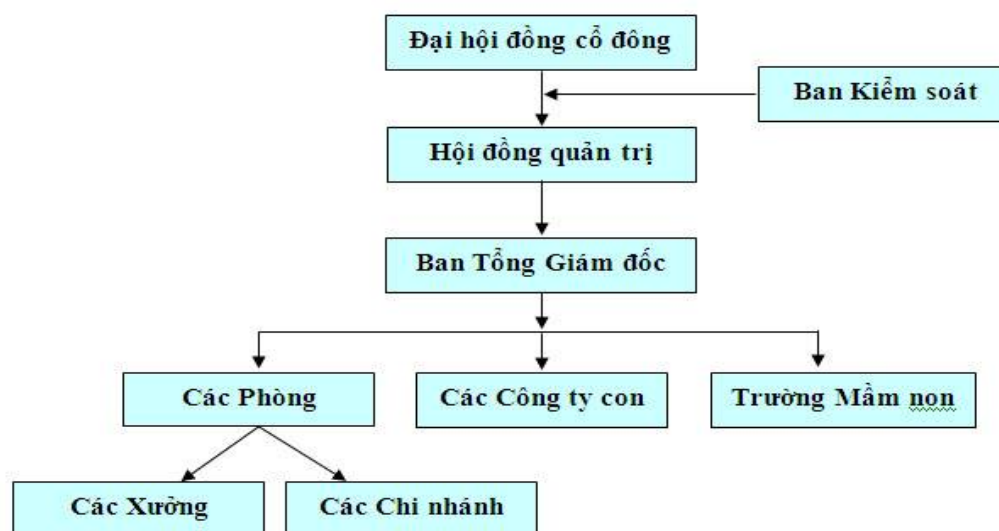 Đại hội đồng cổ đông
Ban Kiểm soát
Hội đồng quản trị
Ban Tổng Giám đốc
Các Phòng
Các Công ty con
Trường Mầm non
Các Xưởng
Các Chi nhánh